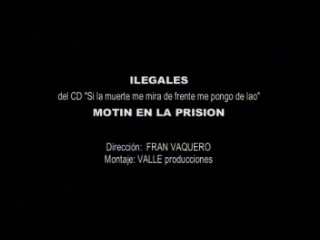 ILEGALES
del CD "Si la muerte me mira de frente me pongo de lao"
MOTIN EN LA PRISION
Dirección: FRAN VAQUERO
Montaje: VALLE producciones